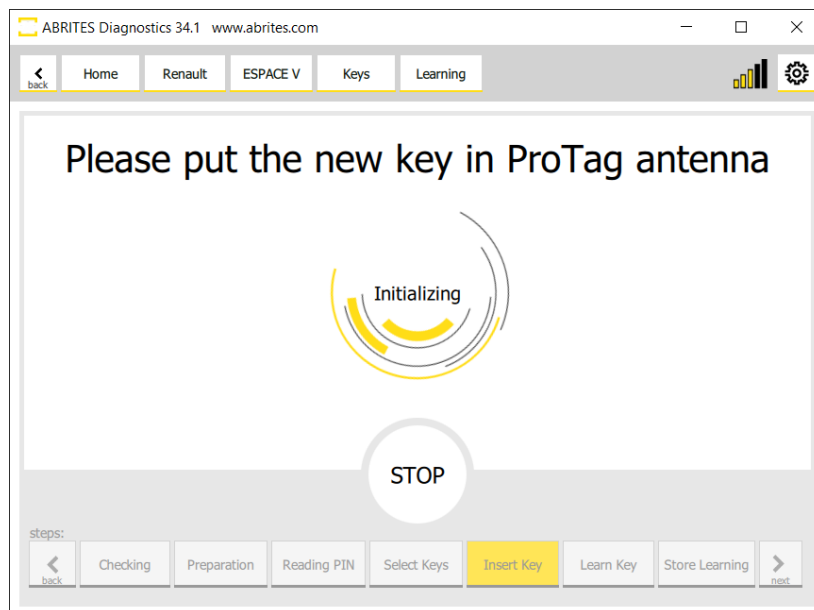 ABRITES Diagnostics 34.1 www.abrites.com
back Home Renault ESPACE V Keys Learning
Please put the new key in ProTag antenna
Initializing
STOP
steps:
back Checking Preparation Reading PIN Select Keys Insert Key Learn Key Store Learning next